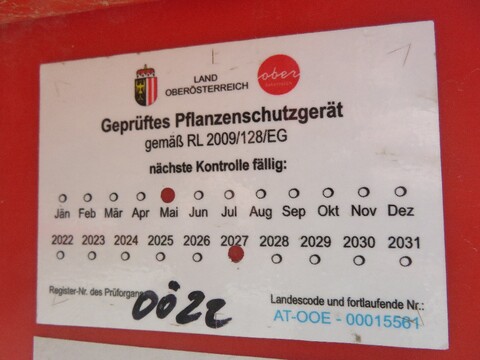 LAND
OBERÖSTERREICH
ober
Geprüftes Pflanzenschutzgerät
gemäß RL 2009/128/EG
nächste Kontrolle fällig:
Jän Feb Mär Apr Mai Jun Jul Aug Sep Okt Nov Dez
2022 2023 2024 2025 2026 2027 2028 2029 2030 2031
Register-Nr. des Prüforgans
0022
Landescode und fortlaufende Nr.:
AT-OOE - 00015561